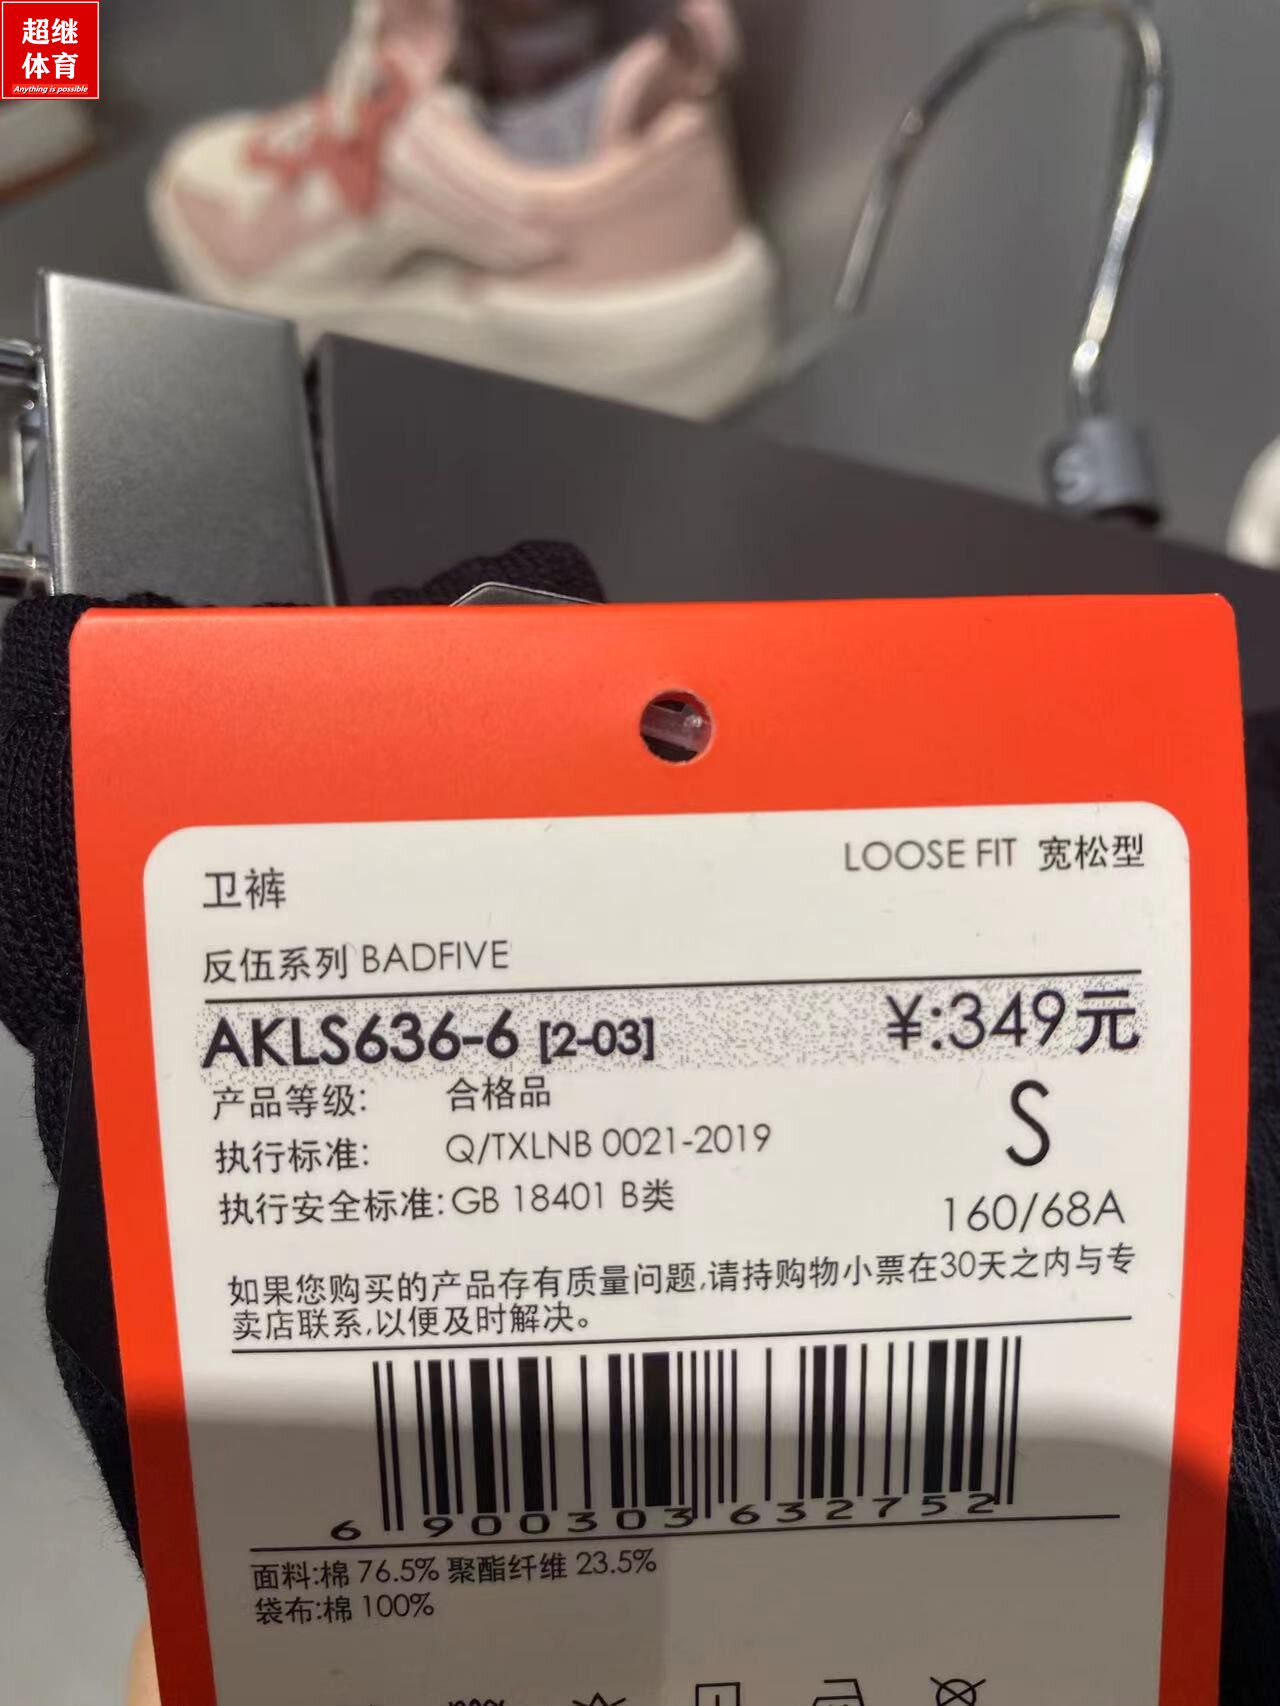 超继
体育
Anything is possible
S
LOOSE FIT 宽松型
卫裤
反伍系列 BADFIVE
AKLS636-6 [2-03] ¥:349元
产品等级: 合格品
S
执行标准: Q/TXLNB 0021-2019
执行安全标准:GB 18401 B类
160/68A
如果您购买的产品存有质量问题,请持购物小票在30天之内与专
卖店联系,以便及时解决。
6 900303 632752
面料:棉 76.5% 聚酯纤维 23.5%
袋布:棉 100%